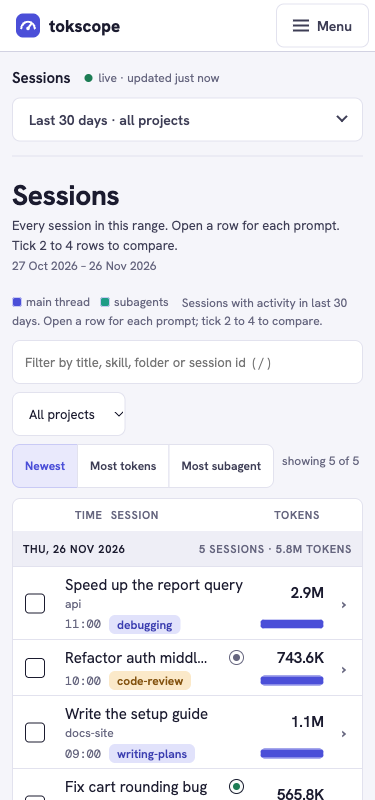 tokscope
Menu
Sessions live · updated just now
Last 30 days · all projects
Sessions
Every session in this range. Open a row for each prompt.
Tick 2 to 4 rows to compare.
27 Oct 2026 – 26 Nov 2026
main thread subagents Sessions with activity in last 30
days. Open a row for each prompt; tick 2 to 4 to compare.
Filter by title, skill, folder or session id ( / )
All projects
Newest Most tokens Most subagent showing 5 of 5
TIME SESSION TOKENS
THU, 26 NOV 2026 5 SESSIONS · 5.8M TOKENS
Speed up the report query 2.9M
api
11:00 debugging
Refactor auth middl... 743.6K
10:00 code-review
Write the setup guide 1.1M
docs-site
09:00 writing-plans
Fix cart rounding bug 565.8K